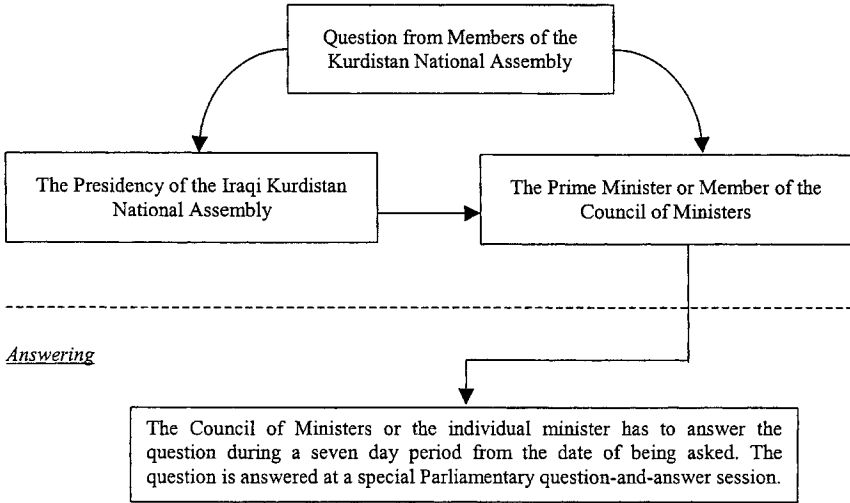 Question from Members of the
Kurdistan National Assembly
The Presidency of the Iraqi Kurdistan
National Assembly
The Prime Minister or Member of the
Council of Ministers
Answering
The Council of Ministers or the individual minister has to answer the
question during a seven day period from the date of being asked. The
question is answered at a special Parliamentary question-and-answer session.